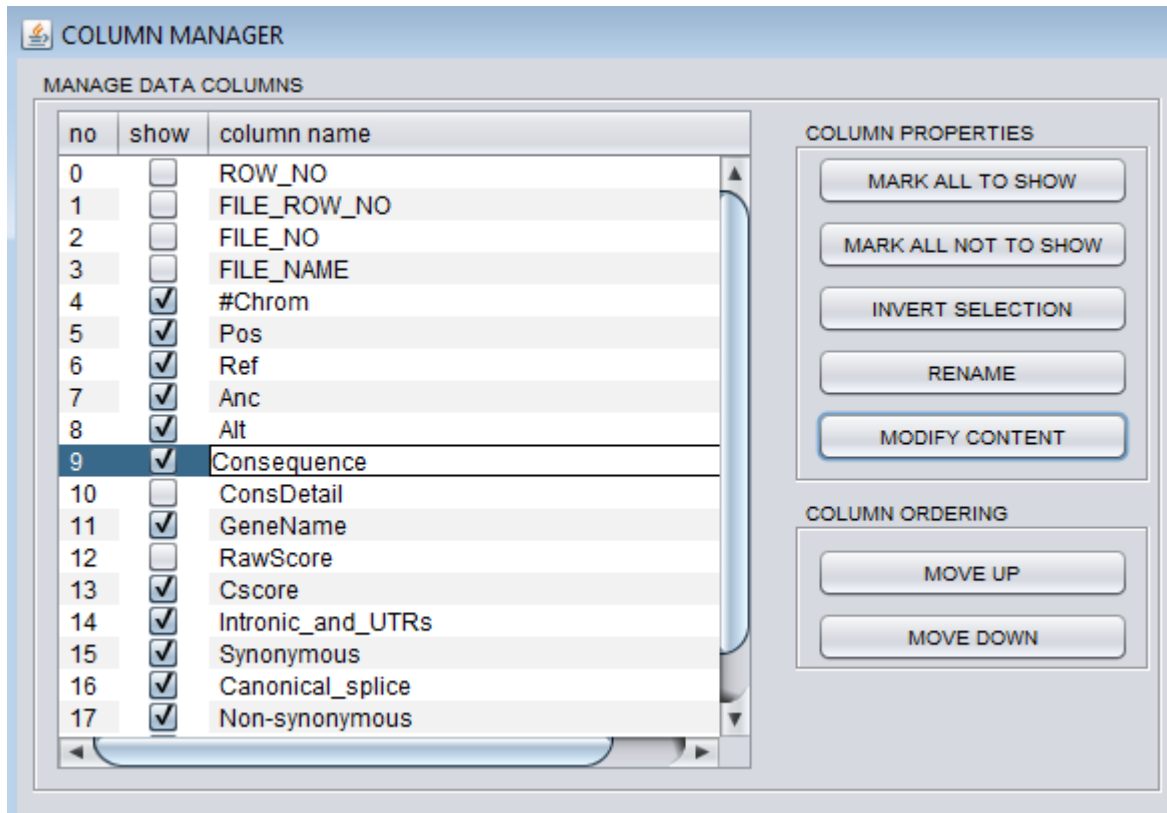 COLUMN MANAGER
MANAGE DATA COLUMNS
no show column name
0 ROW_NO
1 FILE_ROW_NO
2 FILE_NO
3 FILE_NAME
4 #Chrom
5 Pos
6 Ref
7 Anc
8 Alt
9 Consequence
10 ConsDetail
11 GeneName
12 RawScore
13 Cscore
14 Intronic_and_UTRs
15 Synonymous
16 Canonical_splice
17 Non-synonymous
COLUMN PROPERTIES
MARK ALL TO SHOW
MARK ALL NOT TO SHOW
INVERT SELECTION
RENAME
MODIFY CONTENT
COLUMN ORDERING
MOVE UP
MOVE DOWN